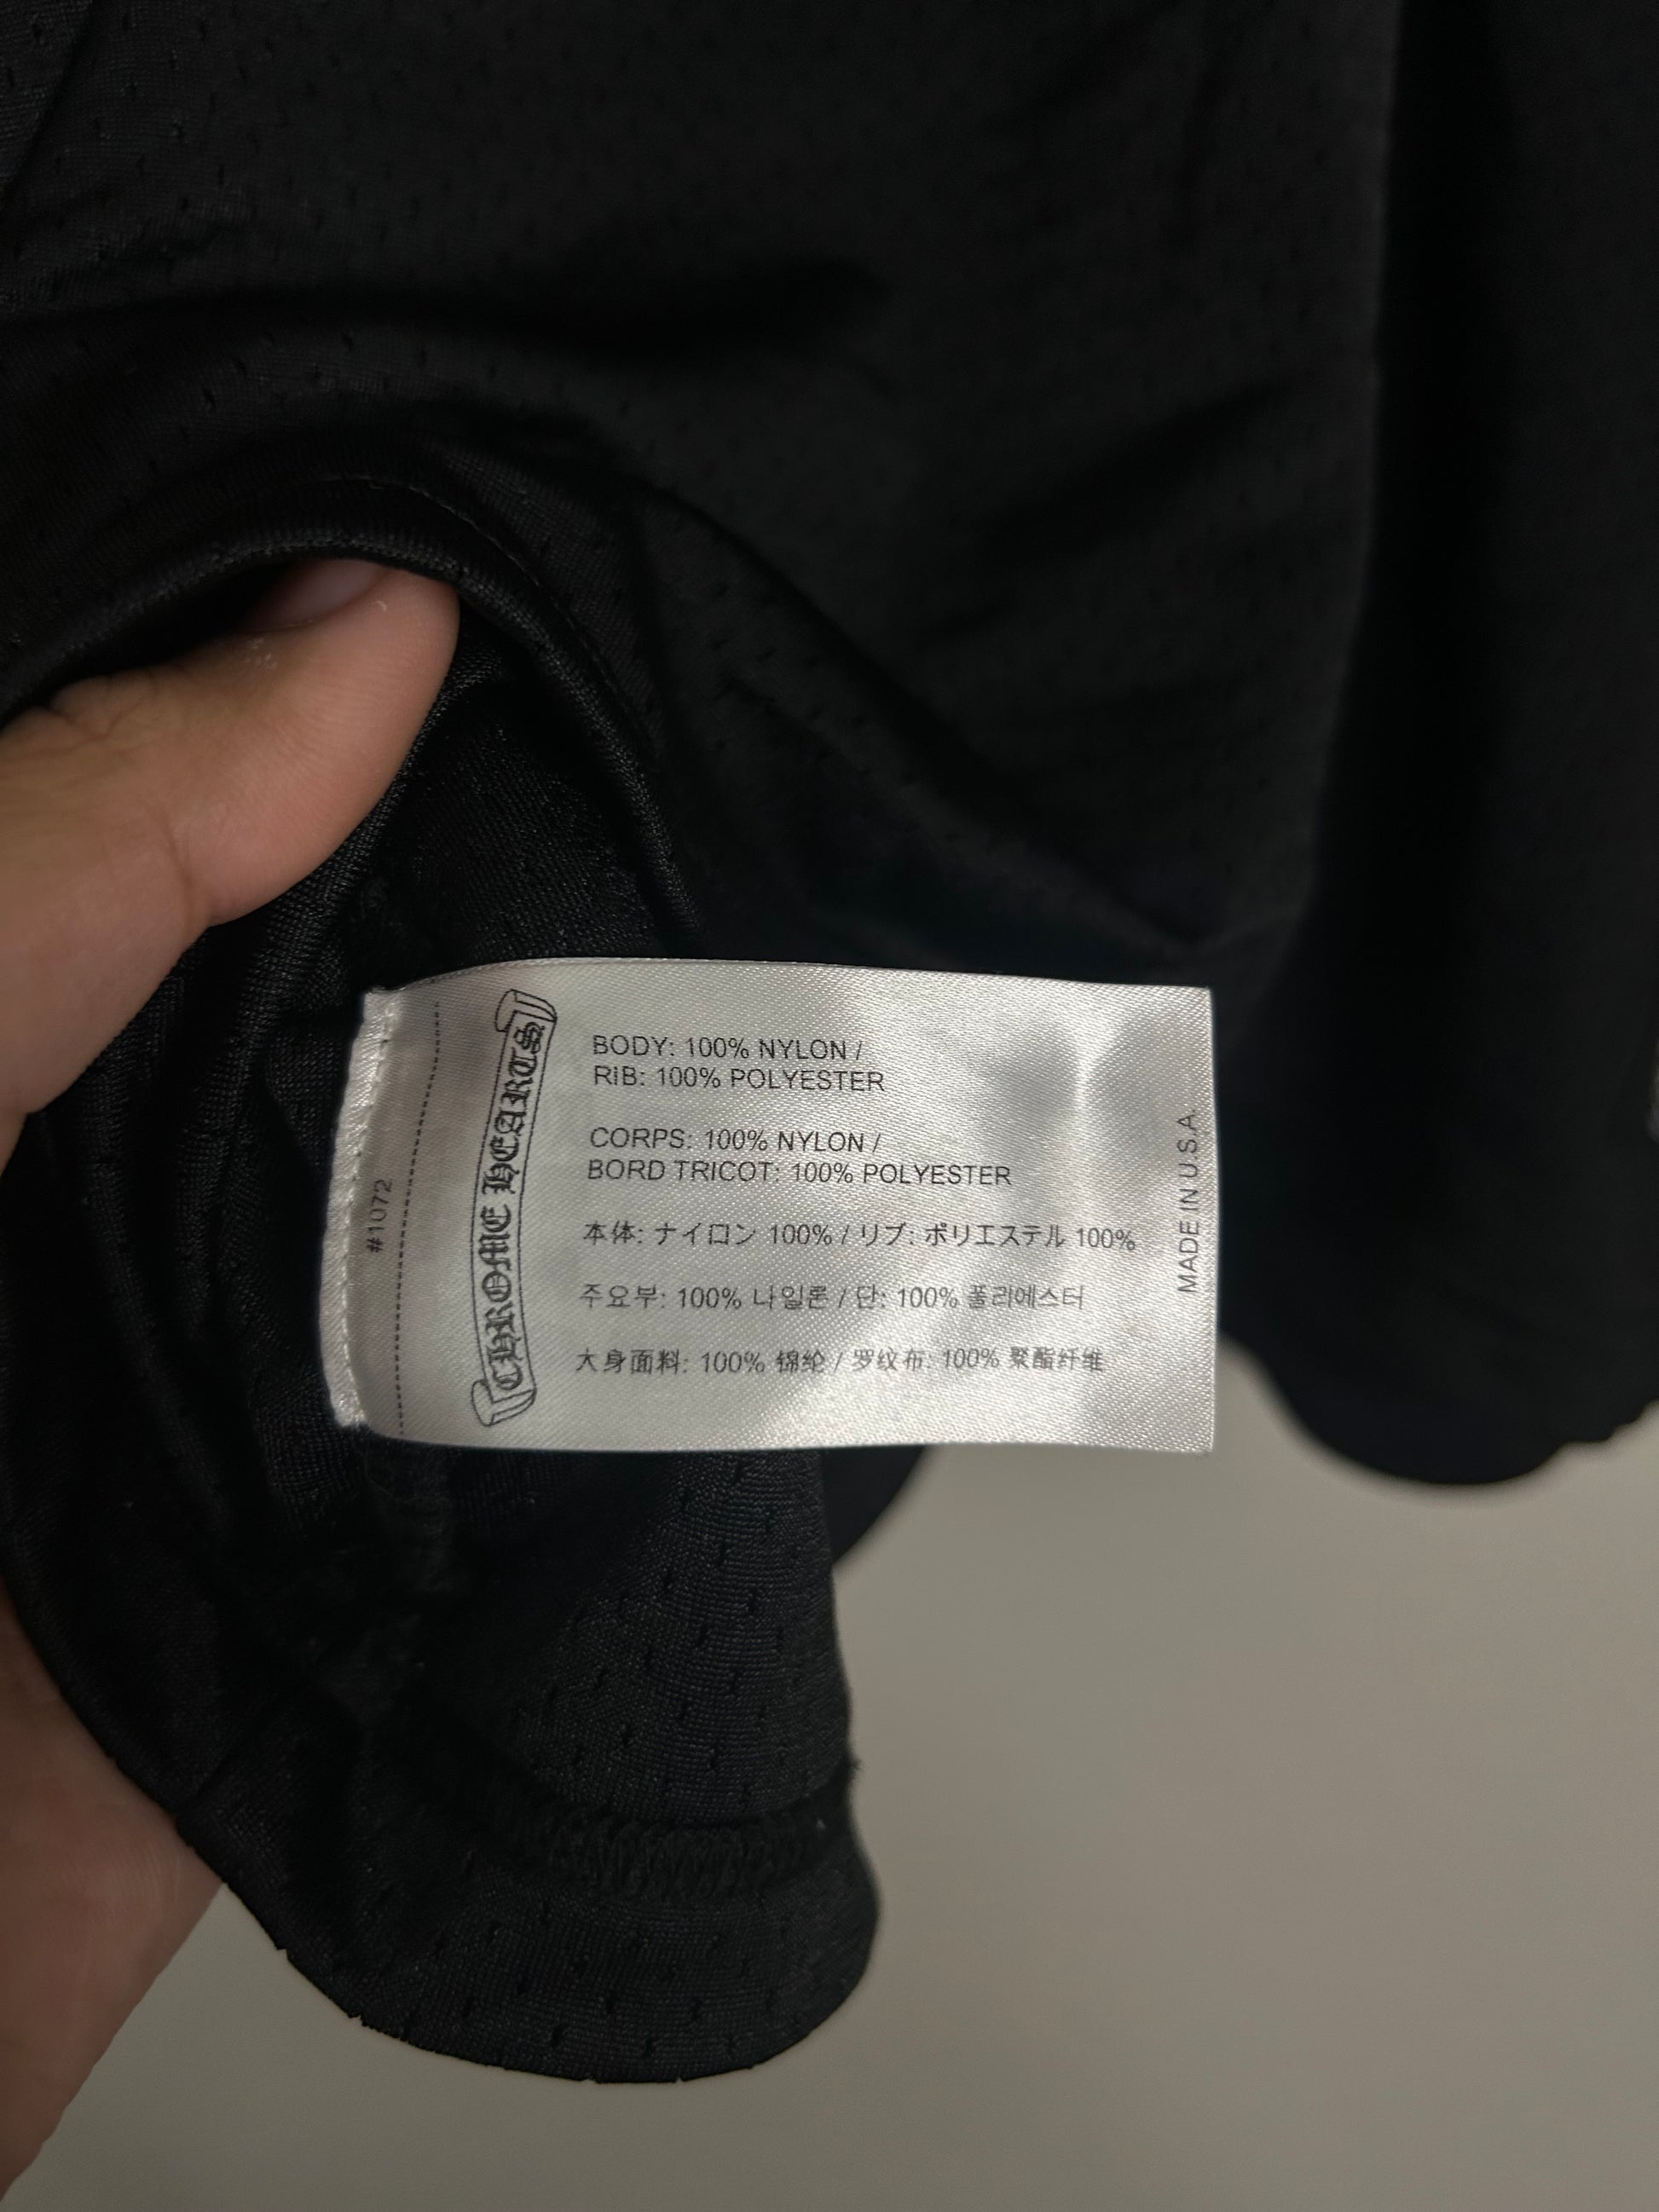 #1072
CHROME HEARTS
BODY: 100% NYLON /
RIB: 100% POLYESTER
CORPS: 100% NYLON /
BORD TRICOT: 100% POLYESTER
本体: ナイロン 100% / リブ: ポリエステル 100%
주요부: 100% 나일론 / 단: 100% 폴리에스터
大身面料: 100% 锦纶 / 罗纹布: 100% 聚酯纤维
MADE IN U.S.A.